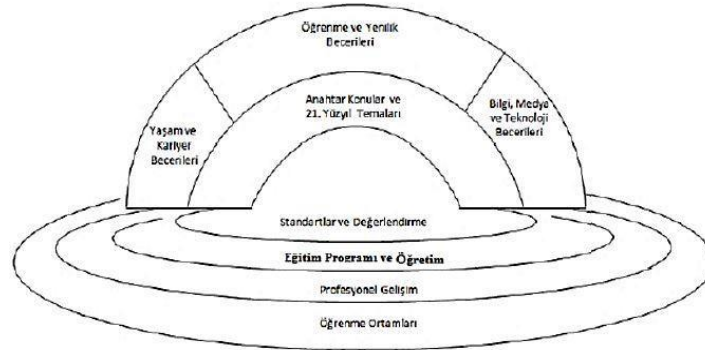 Öğrenme ve Yenilik
Becerileri
Anahtar Konular ve
21. Yüzyıl Temaları
Bilgi, Medya
ve Teknoloji
Becerileri
Yaşam ve
Kariyer
Becerileri
Standartlar ve Değerlendirme
Eğitim Programı ve Öğretim
Profesyonel Gelişim
Öğrenme Ortamları